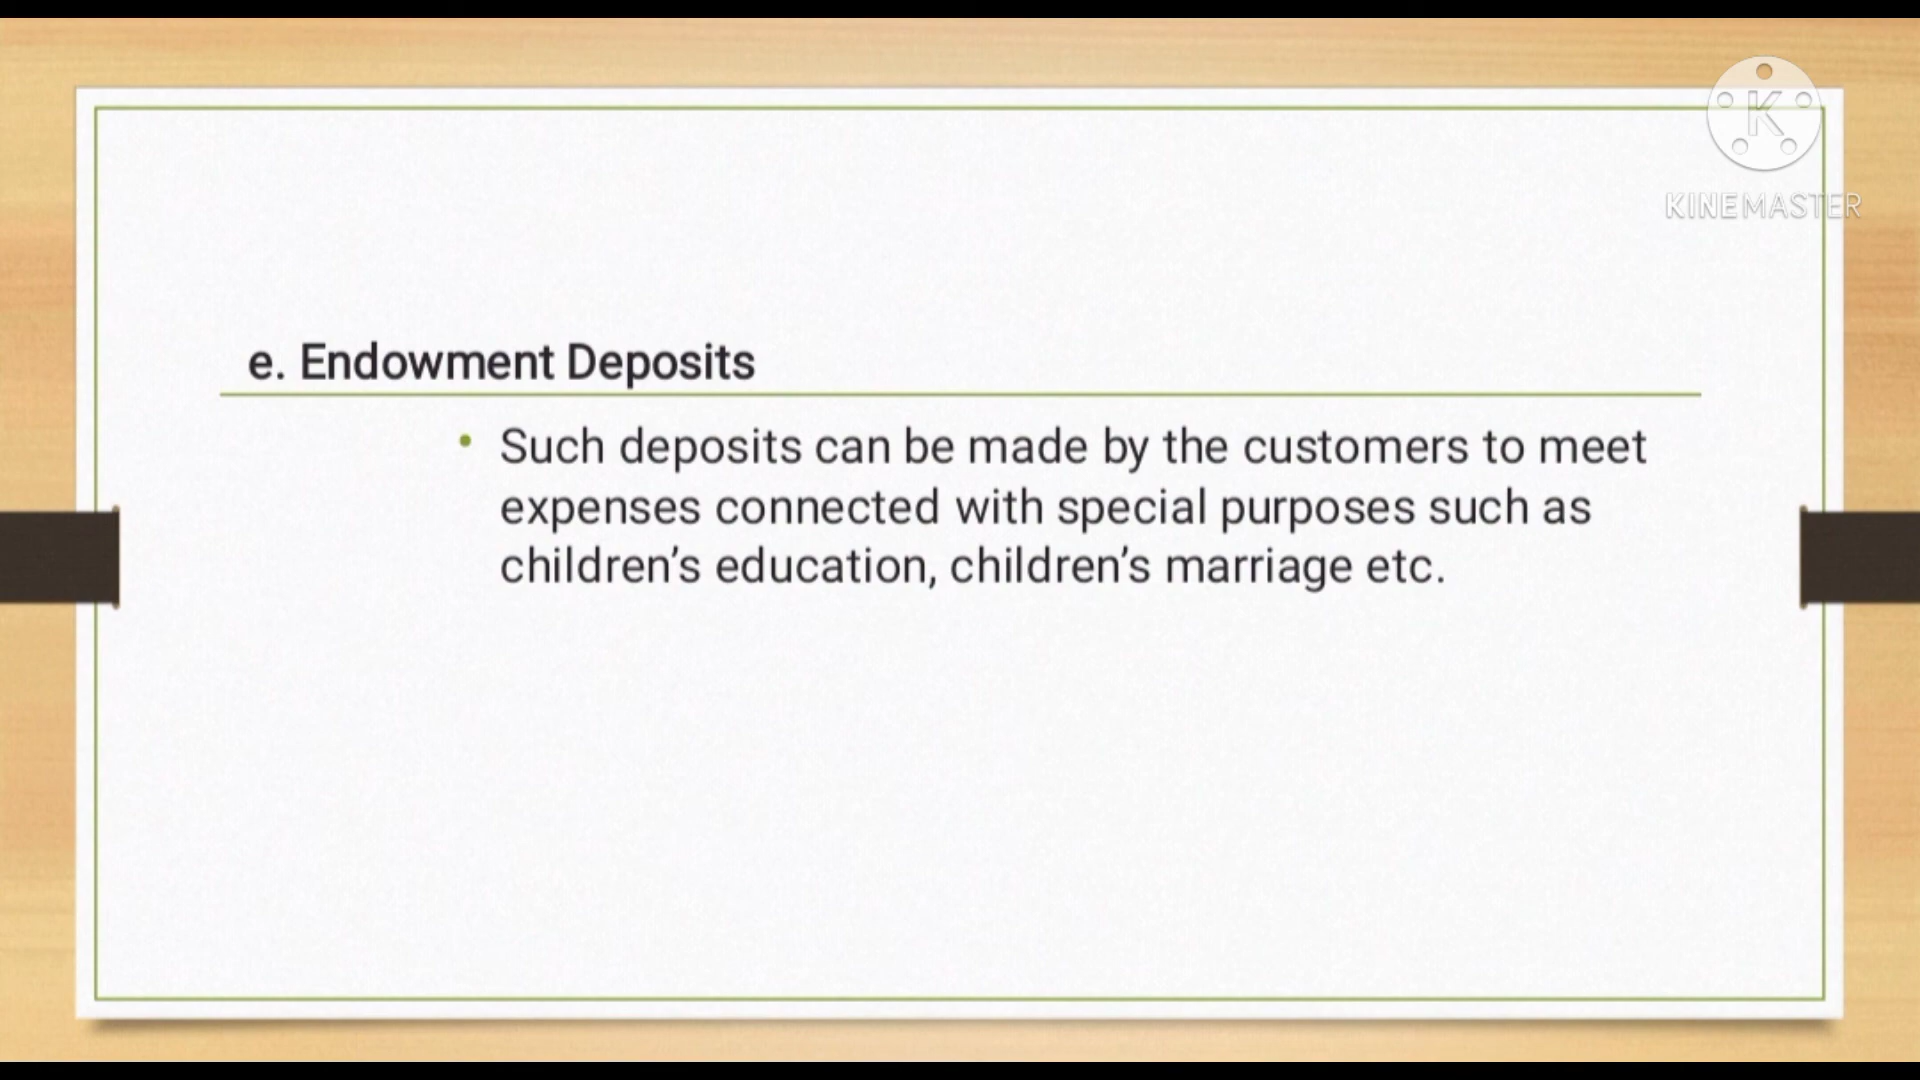 K
KINEMASTER
e. Endowment Deposits
• Such deposits can be made by the customers to meet
expenses connected with special purposes such as
children’s education, children’s marriage etc.